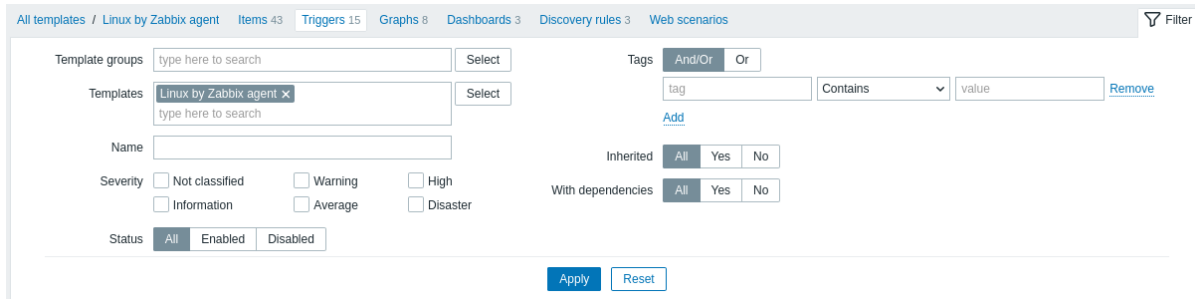 All templates / Linux by Zabbix agent Items 43 Triggers 15 Graphs 8 Dashboards 3 Discovery rules 3 Web scenarios Filter
Template groups type here to search Select Tags And/Or Or
Templates Linux by Zabbix agent × Select tag Contains value Remove
type here to search
Add
Name
Inherited All Yes No
Severity Not classified Warning High
With dependencies All Yes No
Information Average Disaster
Status All Enabled Disabled
Apply Reset